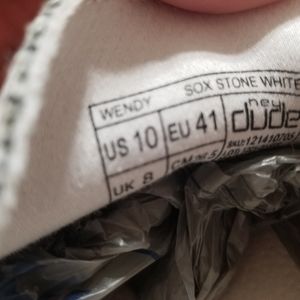 WENDY SOX STONE WHITE
US 10 EU 41 hey dude
UK 8